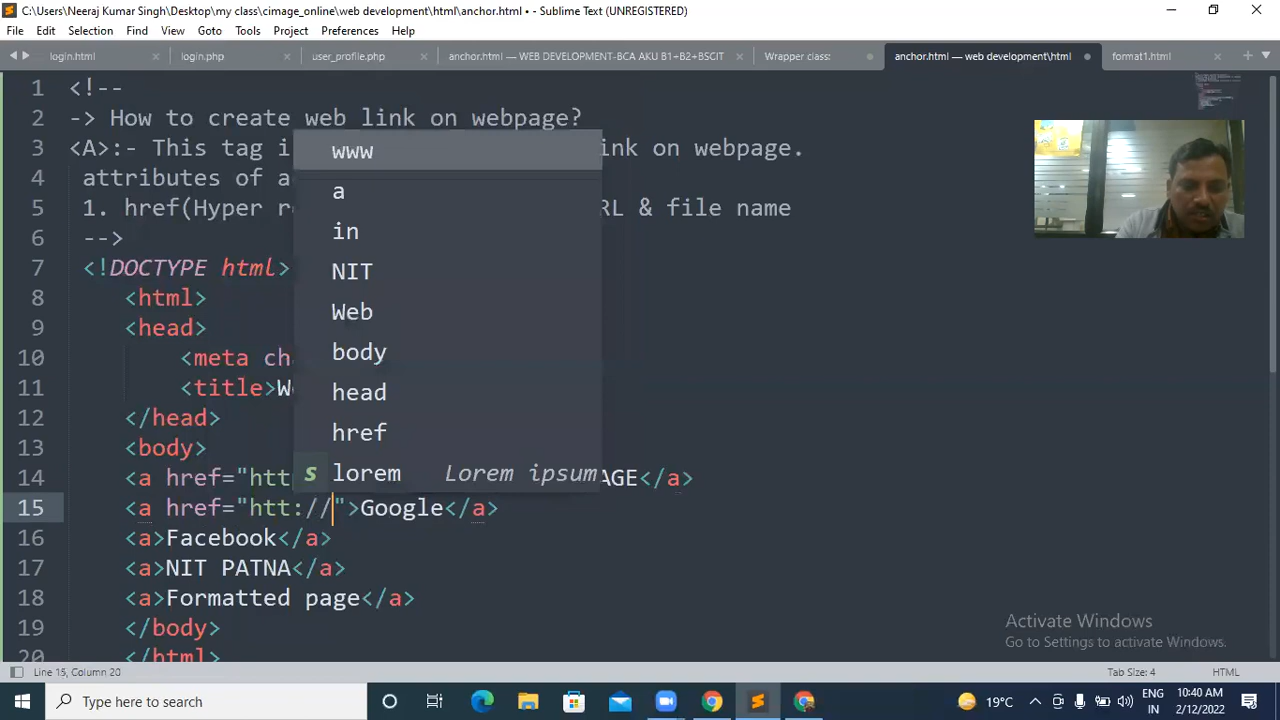 C:\Users\Neeraj Kumar Singh\Desktop\my class\cimage_online\web development\html\anchor.html • - Sublime Text (UNREGISTERED)
File Edit Selection Find View Goto Tools Project Preferences Help
login.html login.php user_profile.php anchor.html — WEB DEVELOPMENT-BCA AKU B1+B2+BSCIT Wrapper class: anchor.html — web development\html format1.html
1 <!--
2 -> How to create web link on webpage?
www
3 <A>:- This tag i ink on webpage.
4 attributes of a
a
5 1. href(Hyper r RL & file name
in
6 -->
7 <!DOCTYPE html>
NIT
8 <html>
Web
9 <head>
body
10 <meta ch
11 <title>W
head
12 </head>
href
13 <body>
lorem Lorem ipsum
14 <a href="htt AGE</a>
15 <a href="htt://">Google</a>
16 <a>Facebook</a>
17 <a>NIT PATNA</a>
18 <a>Formatted page</a>
19 </body>
20 </html>
Activate Windows
Go to Settings to activate Windows.
Line 15, Column 20 Tab Size: 4 HTML
Type here to search 19°C ENG IN 10:40 AM 2/12/2022